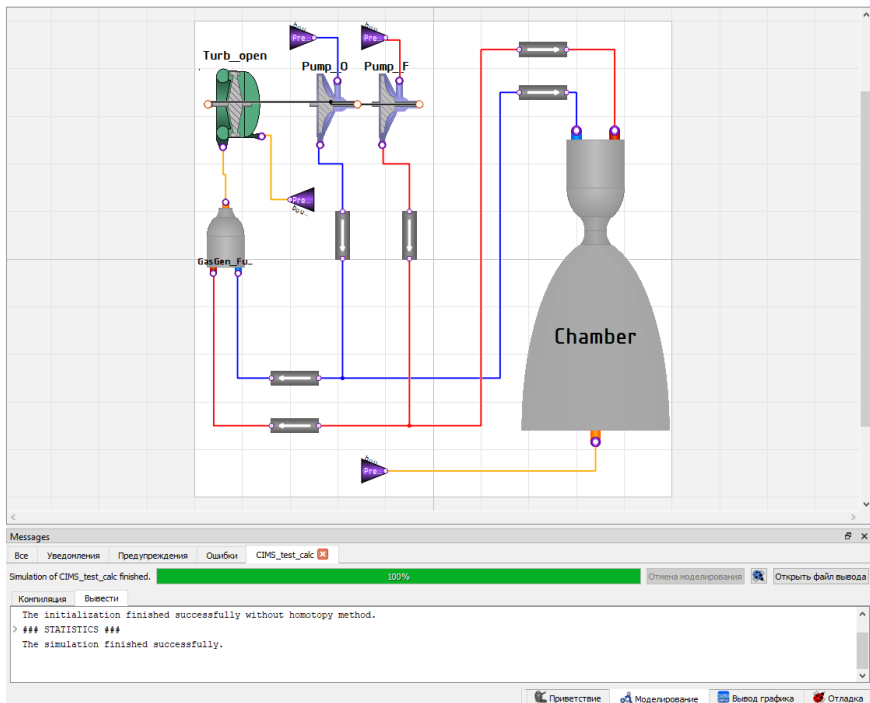 Turb_open
Pump_O
Pump_F
Pre...
Pre...
Pre...
GasGen_Fu_
Chamber
Pre...
Messages
Все
Уведомления
Предупреждения
Ошибки
CIMS_test_calc
Simulation of CIMS_test_calc finished.
100%
Отмена моделирования
Открыть файл вывода
Компиляция
Вывести
The initialization finished successfully without homotopy method.
### STATISTICS ###
The simulation finished successfully.
Приветствие
Моделирование
Вывод графика
Отладка